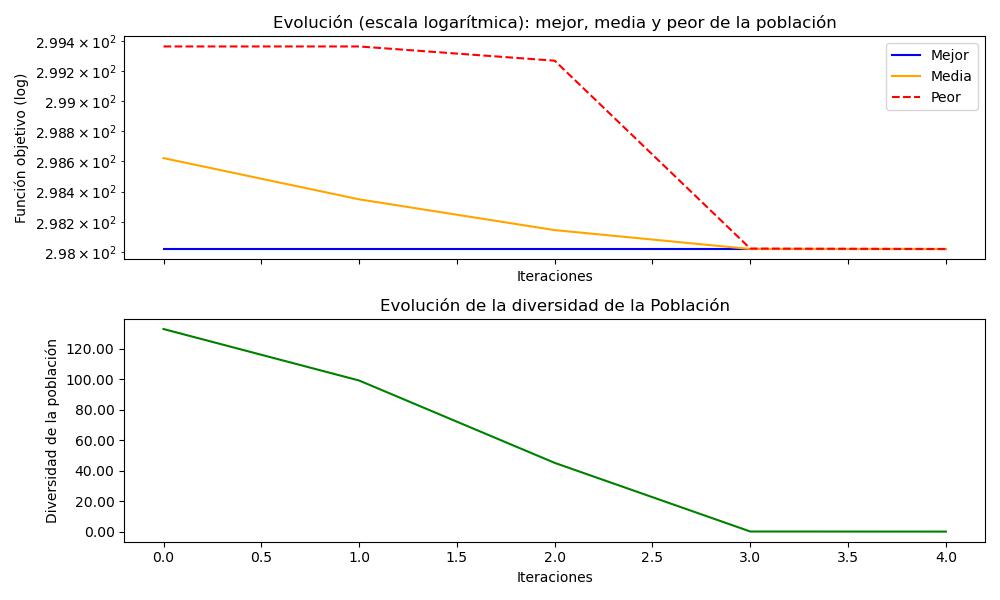 Evolución (escala logarítmica): mejor, media y peor de la población
Función objetivo (log)
2.994 × 10²
2.992 × 10²
2.99 × 10²
2.988 × 10²
2.986 × 10²
2.984 × 10²
2.982 × 10²
2.98 × 10²
Mejor
Media
Peor
Iteraciones
Evolución de la diversidad de la Población
Diversidad de la población
120.00
100.00
80.00
60.00
40.00
20.00
0.00
0.0 0.5 1.0 1.5 2.0 2.5 3.0 3.5 4.0
Iteraciones